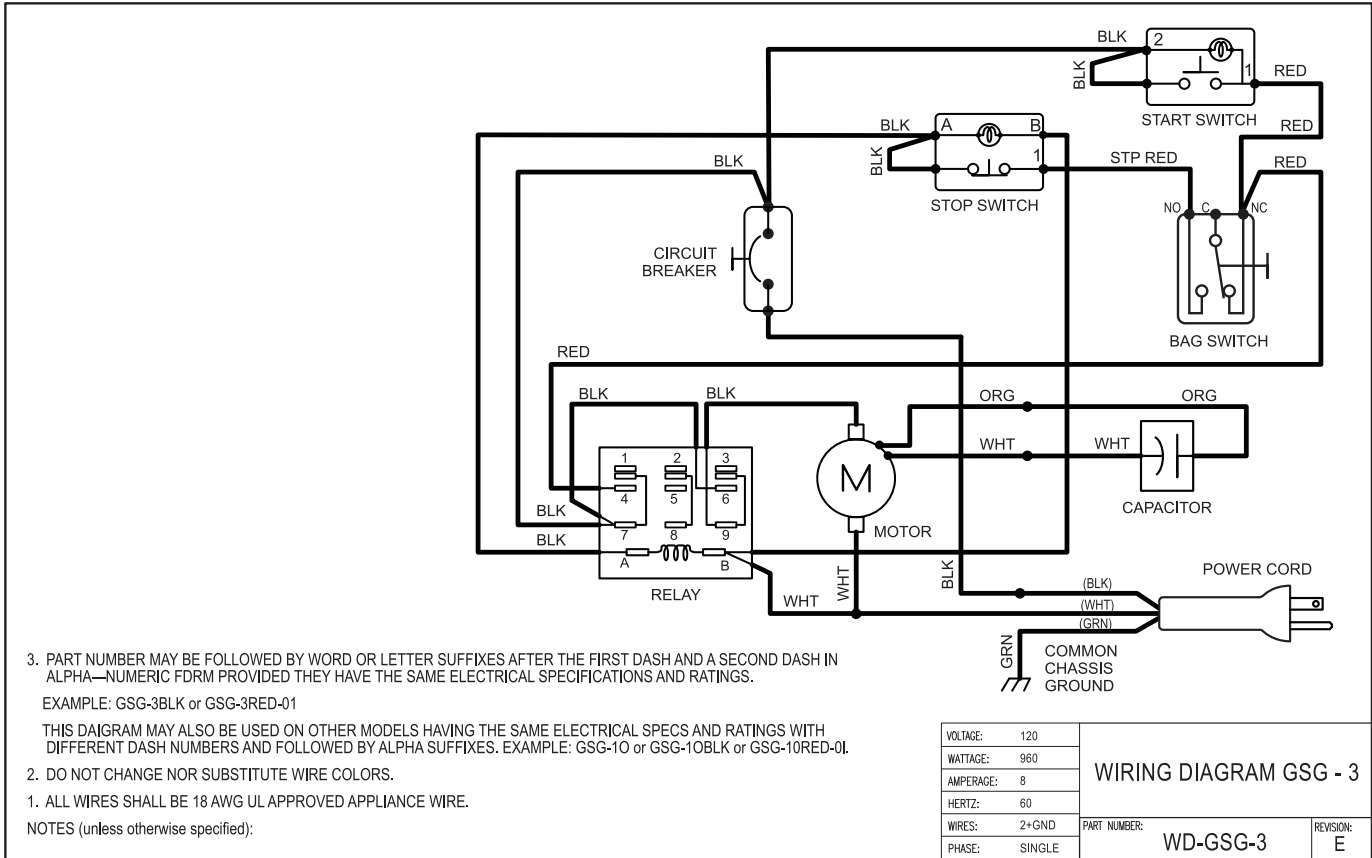 BLK
2
BLK
1
RED
START SWITCH
RED
BLK
A
B
BLK
1
STP RED
RED
STOP SWITCH
BLK
NO
C
NC
BAG SWITCH
CIRCUIT
BREAKER
RED
BLK
BLK
ORG
ORG
WHT
WHT
1
2
3
4
5
6
7
8
9
A
B
BLK
BLK
RELAY
M
MOTOR
CAPACITOR
WHT
WHT
BLK
(BLK)
(WHT)
(GRN)
POWER CORD
GRN
COMMON
CHASSIS
GROUND
3. PART NUMBER MAY BE FOLLOWED BY WORD OR LETTER SUFFIXES AFTER THE FIRST DASH AND A SECOND DASH IN
ALPHA—NUMERIC FDRM PROVIDED THEY HAVE THE SAME ELECTRICAL SPECIFICATIONS AND RATINGS.
EXAMPLE: GSG-3BLK or GSG-3RED-01
THIS DAIGRAM MAY ALSO BE USED ON OTHER MODELS HAVING THE SAME ELECTRICAL SPECS AND RATINGS WITH
DIFFERENT DASH NUMBERS AND FOLLOWED BY ALPHA SUFFIXES. EXAMPLE: GSG-1O or GSG-1OBLK or GSG-10RED-0I.
2. DO NOT CHANGE NOR SUBSTITUTE WIRE COLORS.
1. ALL WIRES SHALL BE 18 AWG UL APPROVED APPLIANCE WIRE.
NOTES (unless otherwise specified):
VOLTAGE: 120
WATTAGE: 960
AMPERAGE: 8
HERTZ: 60
WIRES: 2+GND
PHASE: SINGLE
WIRING DIAGRAM GSG - 3
PART NUMBER: WD-GSG-3
REVISION: E